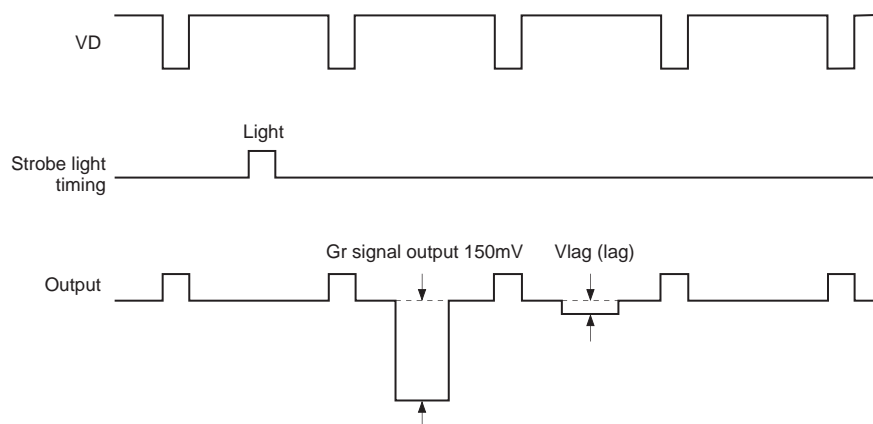 VD
Light
Strobe light
timing
Gr signal output 150mV
Vlag (lag)
Output